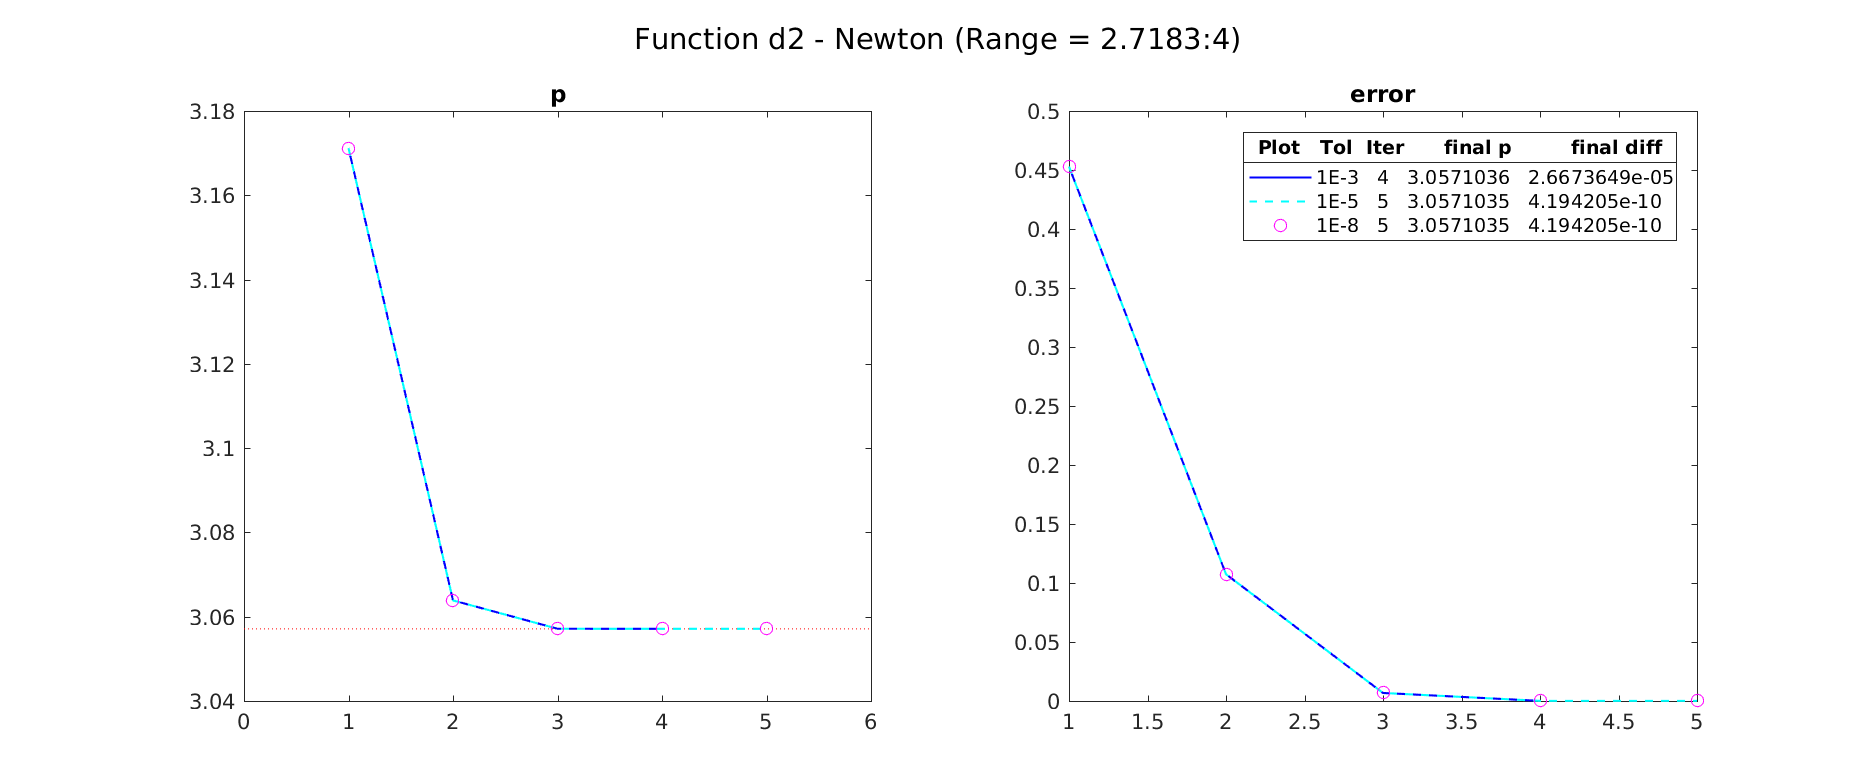 Function d2 - Newton (Range = 2.7183:4)
p
3.18
3.16
3.14
3.12
3.1
3.08
3.06
3.04
0 1 2 3 4 5 6
error
0.5
0.45
0.4
0.35
0.3
0.25
0.2
0.15
0.1
0.05
0
1 1.5 2 2.5 3 3.5 4 4.5 5
Plot Tol Iter final p final diff
1E-3 4 3.0571036 2.6673649e-05
1E-5 5 3.0571035 4.194205e-10
1E-8 5 3.0571035 4.194205e-10